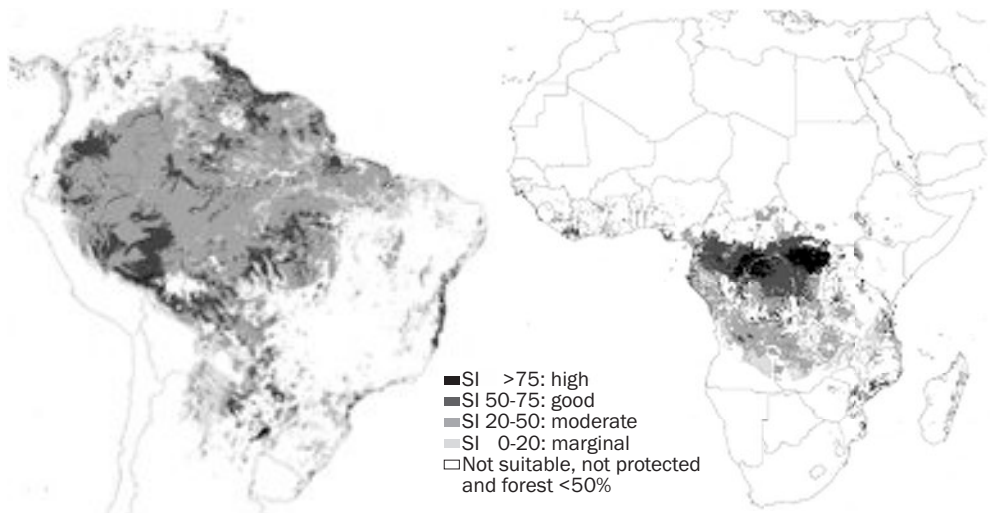 SI >75: high
SI 50-75: good
SI 20-50: moderate
SI 0-20: marginal
Not suitable, not protected
and forest <50%